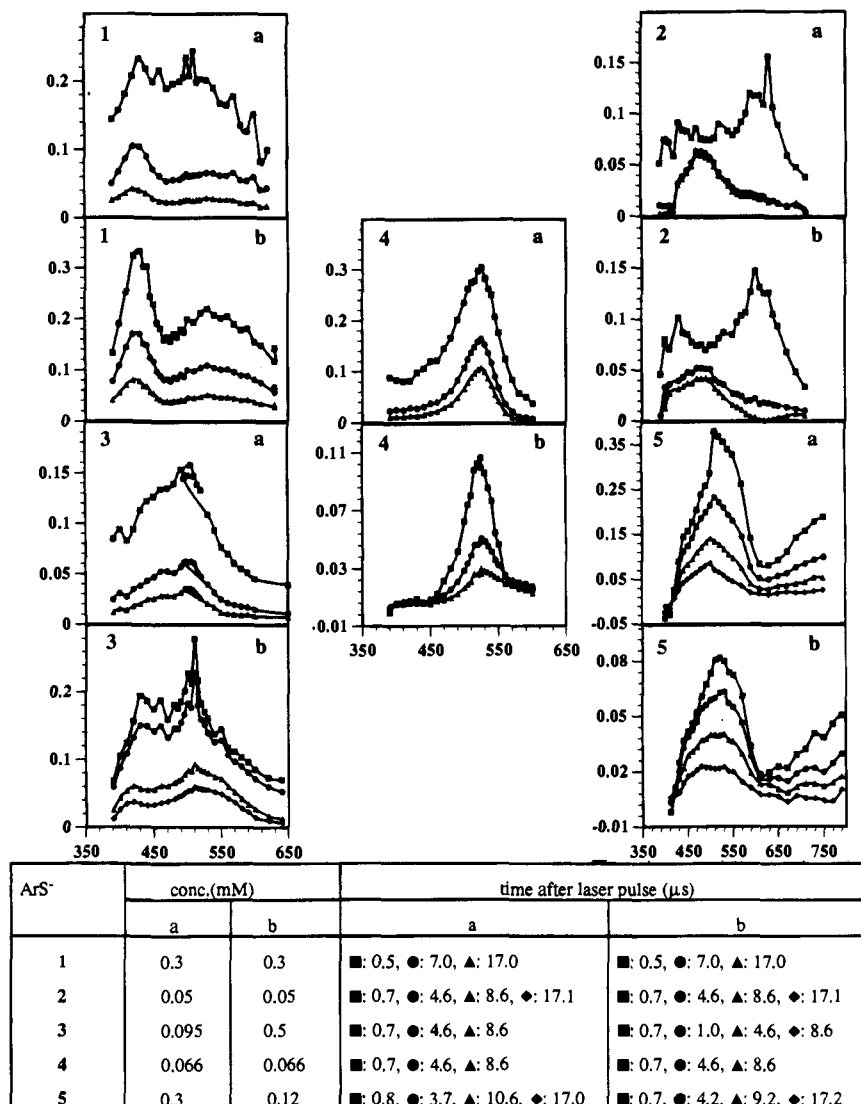 1 a
0.2
0.1
0
2 a
0.15
0.1
0.05
0
1 b
0.3
0.2
0.1
0
4 a
0.3
0.2
0.1
0
2 b
0.15
0.1
0.05
0
3 a
0.15
0.1
0.05
0
4 b
0.11
0.07
0.03
-0.01
350 450 550 650
5 a
0.35
0.25
0.15
0.05
-0.05
3 b
0.2
0.1
0
350 450 550 650
5 b
0.08
0.05
0.02
-0.01
350 450 550 650 750
ArS- conc.(mM) time after laser pulse (μs)
a b a b
1 0.3 0.3 ■: 0.5, ●: 7.0, ▲: 17.0 ■: 0.5, ●: 7.0, ▲: 17.0
2 0.05 0.05 ■: 0.7, ●: 4.6, ▲: 8.6, ◆: 17.1 ■: 0.7, ●: 4.6, ▲: 8.6, ◆: 17.1
3 0.095 0.5 ■: 0.7, ●: 4.6, ▲: 8.6 ■: 0.7, ●: 1.0, ▲: 4.6, ◆: 8.6
4 0.066 0.066 ■: 0.7, ●: 4.6, ▲: 8.6 ■: 0.7, ●: 4.6, ▲: 8.6
5 0.3 0.12 ■: 0.8, ●: 3.7, ▲: 10.6, ◆: 17.0 ■: 0.7, ●: 4.2, ▲: 9.2, ◆: 17.2